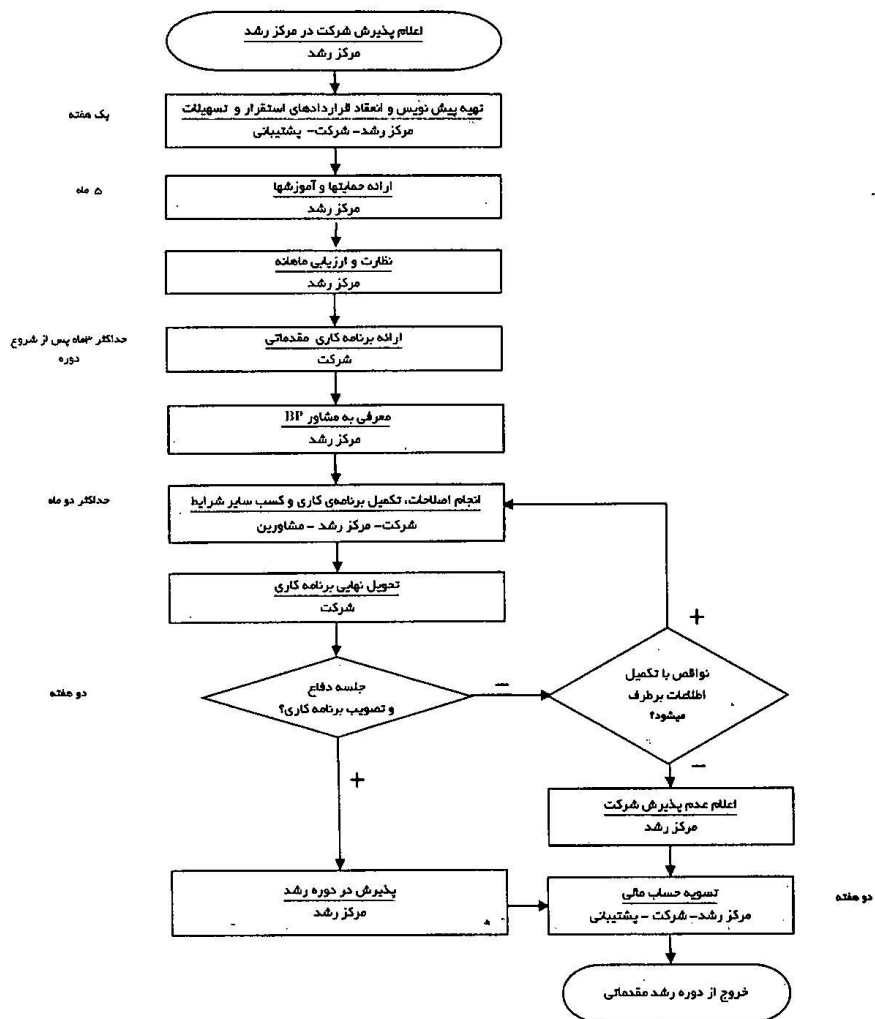 اعلام پذیرش شرکت در مرکز رشد
مرکز رشد
یک هفته
تهیه پیش نویس و انعقاد قراردادهای استقرار و تسهیلات
مرکز رشد- شرکت- پشتیبانی
۵ ماه
ارائه حمایتها و آموزشها
مرکز رشد
نظارت و ارزیابی ماهانه
مرکز رشد
حداکثر ۳ماه پس از شروع
دوره
ارائه برنامه کاری مقدماتی
شرکت
معرفی به مشاور BP
مرکز رشد
حداکثر دو ماه
انجام اصلاحات، تکمیل برنامه‌ی کاری و کسب سایر شرایط
شرکت- مرکز رشد - مشاورین
تحویل نهایی برنامه کاری
شرکت
دو هفته
جلسه دفاع
و تصویب برنامه کاری؟
–
+
نواقص با تکمیل
اطلاعات برطرف
میشود؟
+
–
اعلام عدم پذیرش شرکت
مرکز رشد
پذیرش در دوره رشد
مرکز رشد
تسویه حساب مالی
مرکز رشد- شرکت - پشتیبانی
دو هفته
خروج از دوره رشد مقدماتی